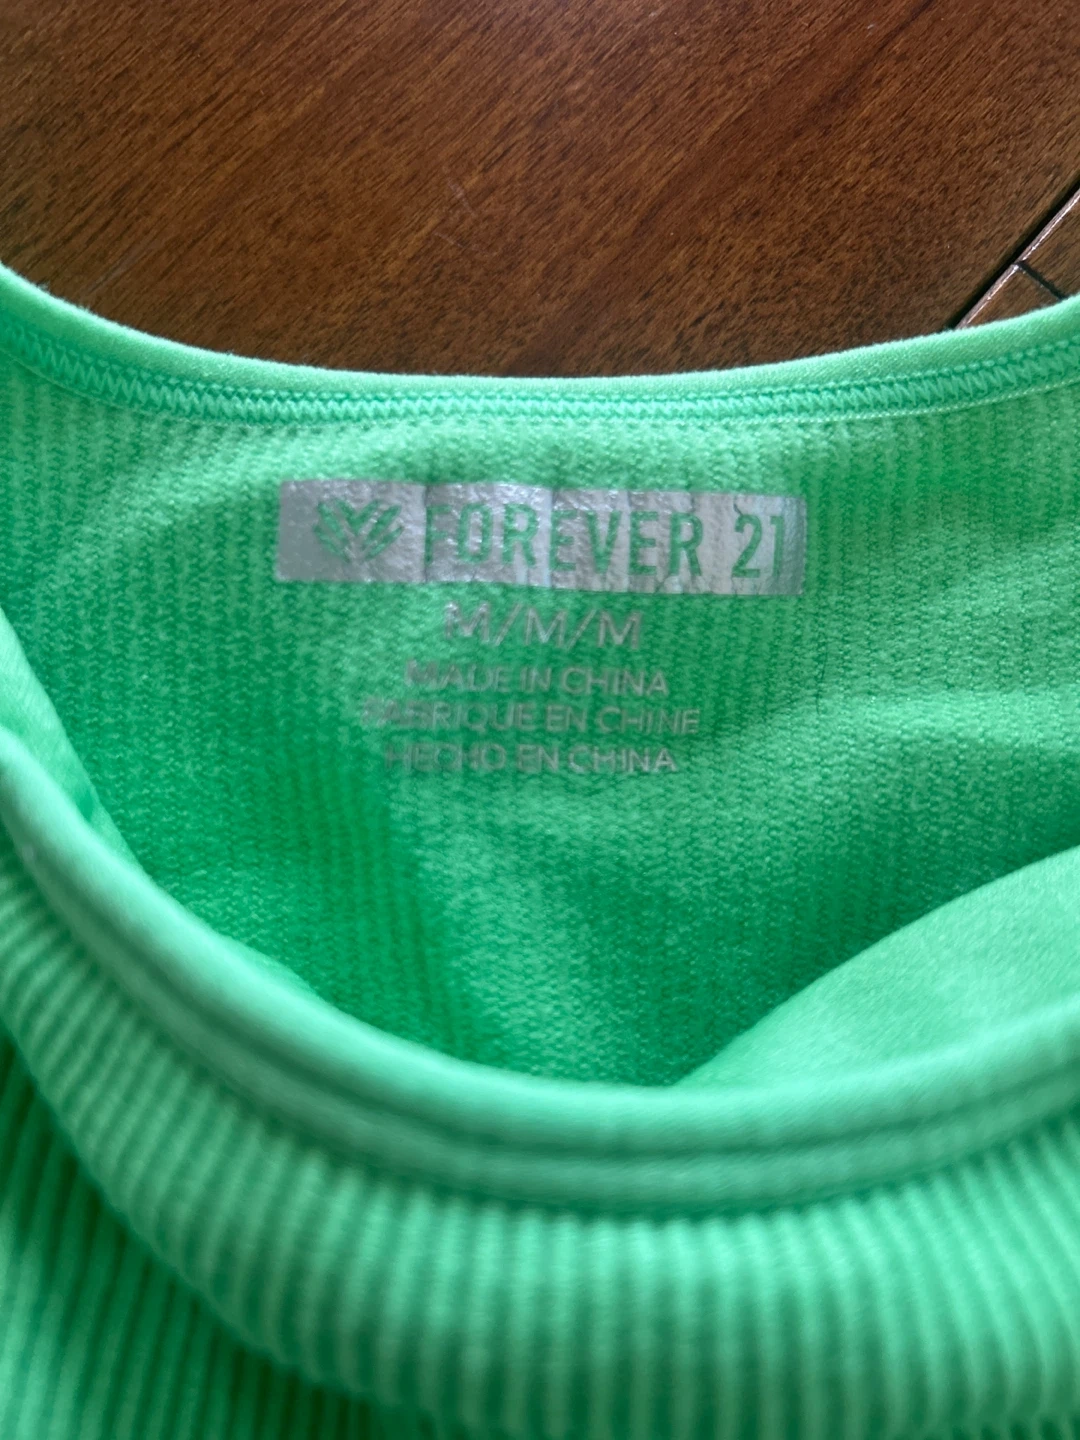 FOREVER 21
M/M/M
MADE IN CHINA
FABRIQUE EN CHINE
HECHO EN CHINA